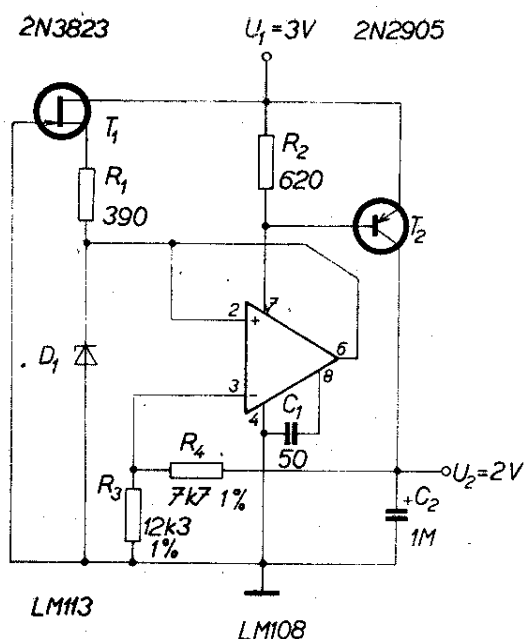 2N3823
U1=3V
2N2905
T1
R1
390
R2
620
T2
7
2
+
6
D1
8
3
−
4
C1
50
R4
7k7 1%
U2=2V
R3
12k3
1%
+C2
1M
LM113
LM108